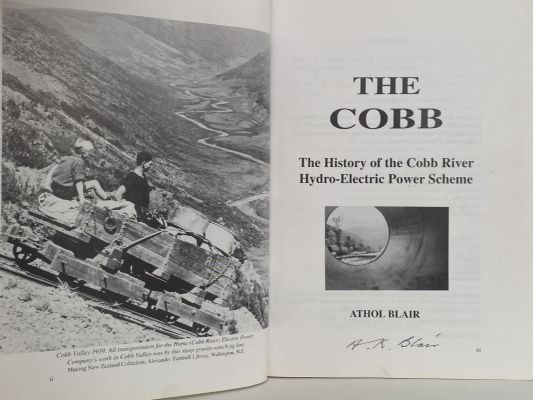 Cobb Valley 1939. All transportation for the Hume (Cobb River) Electric Power
Company's work in Cobb Valley was by this steep gravity-winch jig line.
Making New Zealand Collection, Alexander Turnbull Library, Wellington, N.Z.
ii
THE
COBB
The History of the Cobb River
Hydro-Electric Power Scheme
ATHOL BLAIR
A. R. Blair
iii